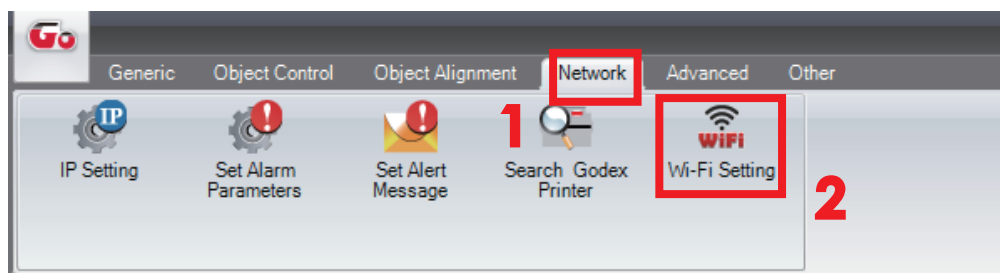 Go
Generic Object Control Object Alignment Network Advanced Other
1
IP
WiFi
IP Setting Set Alarm Parameters Set Alert Message Search Godex Printer Wi-Fi Setting
2